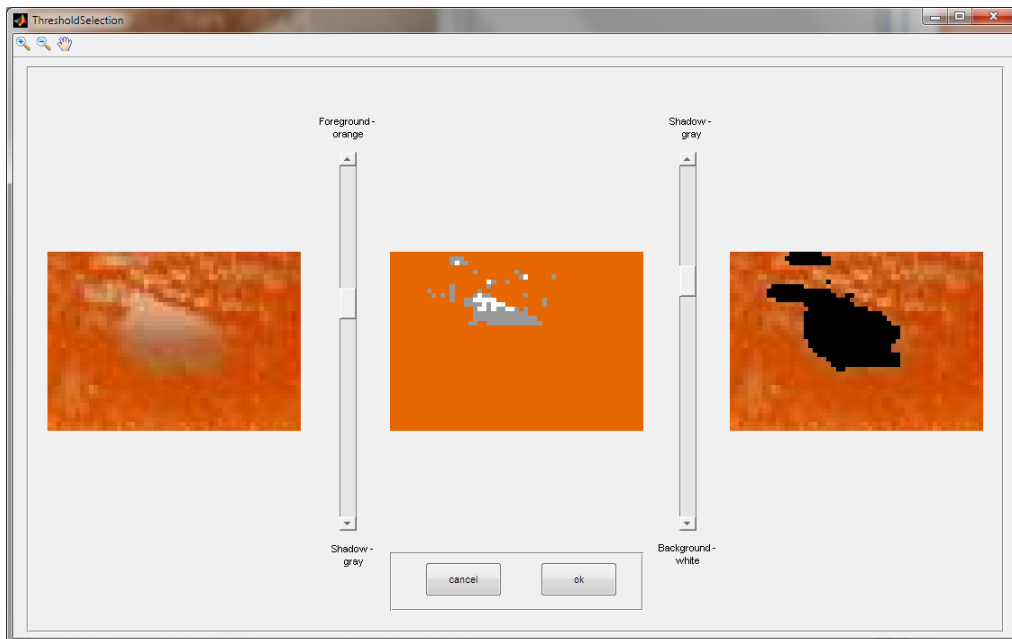 ThresholdSelection
Foreground -
orange
Shadow -
gray
Shadow -
gray
Background -
white
cancel
ok